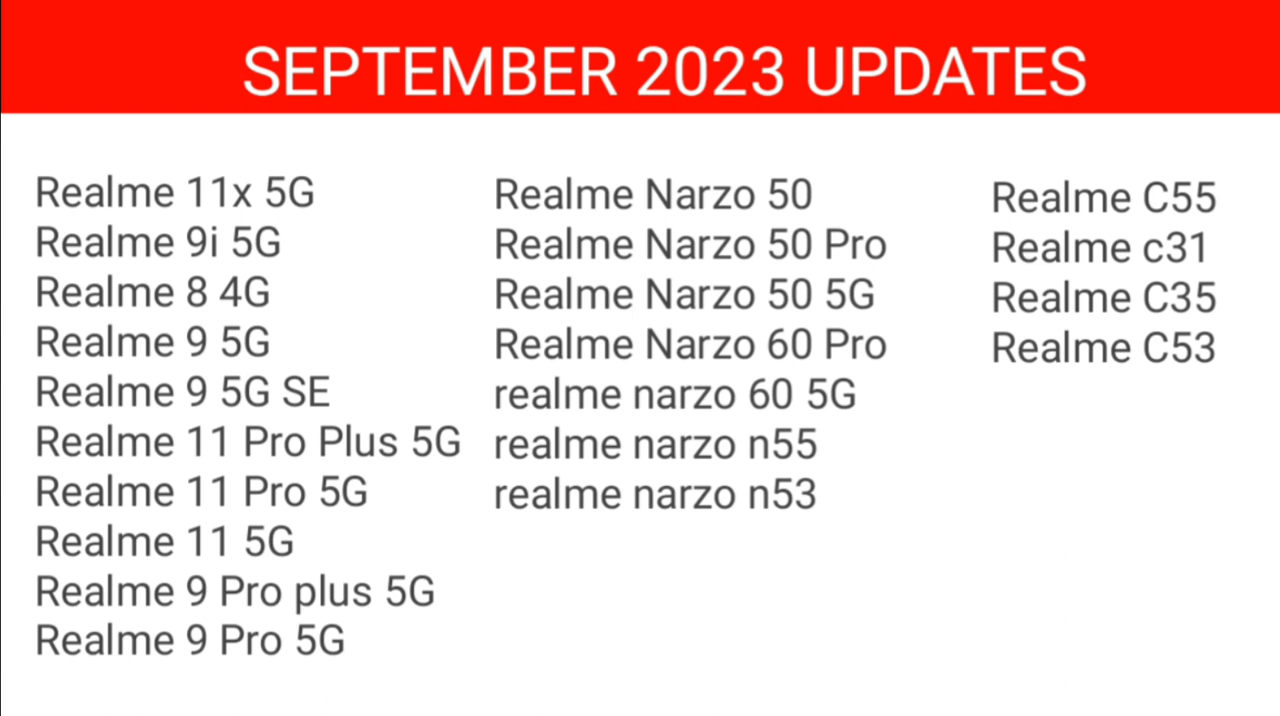 SEPTEMBER 2023 UPDATES
Realme 11x 5G
Realme 9i 5G
Realme 8 4G
Realme 9 5G
Realme 9 5G SE
Realme 11 Pro Plus 5G
Realme 11 Pro 5G
Realme 11 5G
Realme 9 Pro plus 5G
Realme 9 Pro 5G
Realme Narzo 50
Realme Narzo 50 Pro
Realme Narzo 50 5G
Realme Narzo 60 Pro
realme narzo 60 5G
realme narzo n55
realme narzo n53
Realme C55
Realme c31
Realme C35
Realme C53